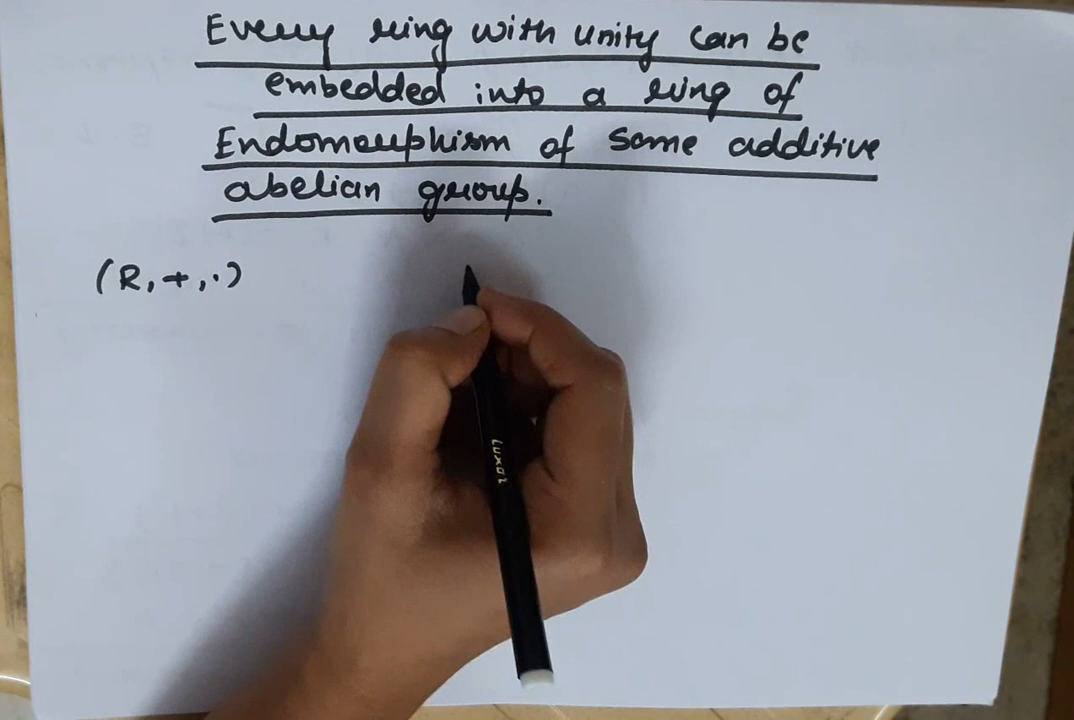 Every ring with unity can be
embedded into a ring of
Endomorphism of some additive
abelian group.
(R, +, ·)
LUXOR